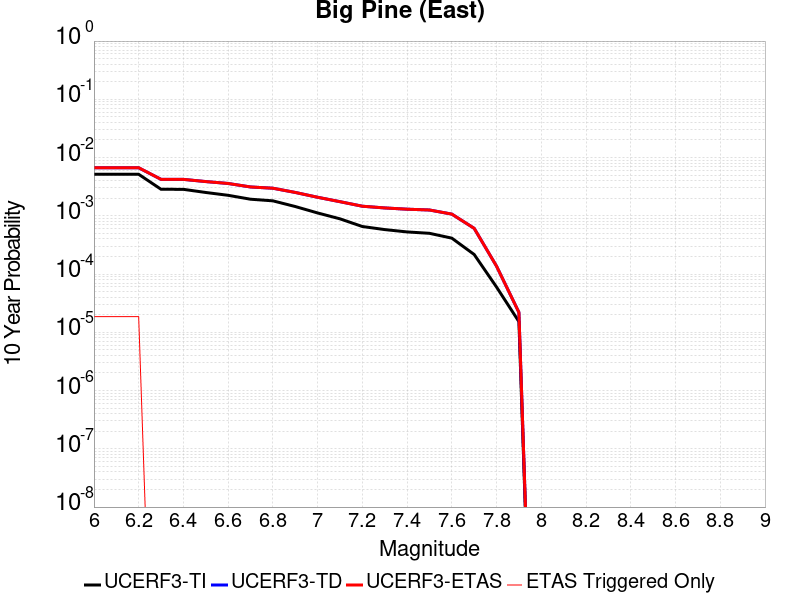 Big Pine (East)
10 0
10 -1
10 -2
10 -3
10 -4
10 -5
10 -6
10 -7
10 -8
10 Year Probability
6 6.2 6.4 6.6 6.8 7 7.2 7.4 7.6 7.8 8 8.2 8.4 8.6 8.8 9
Magnitude
UCERF3-TI UCERF3-TD UCERF3-ETAS ETAS Triggered Only